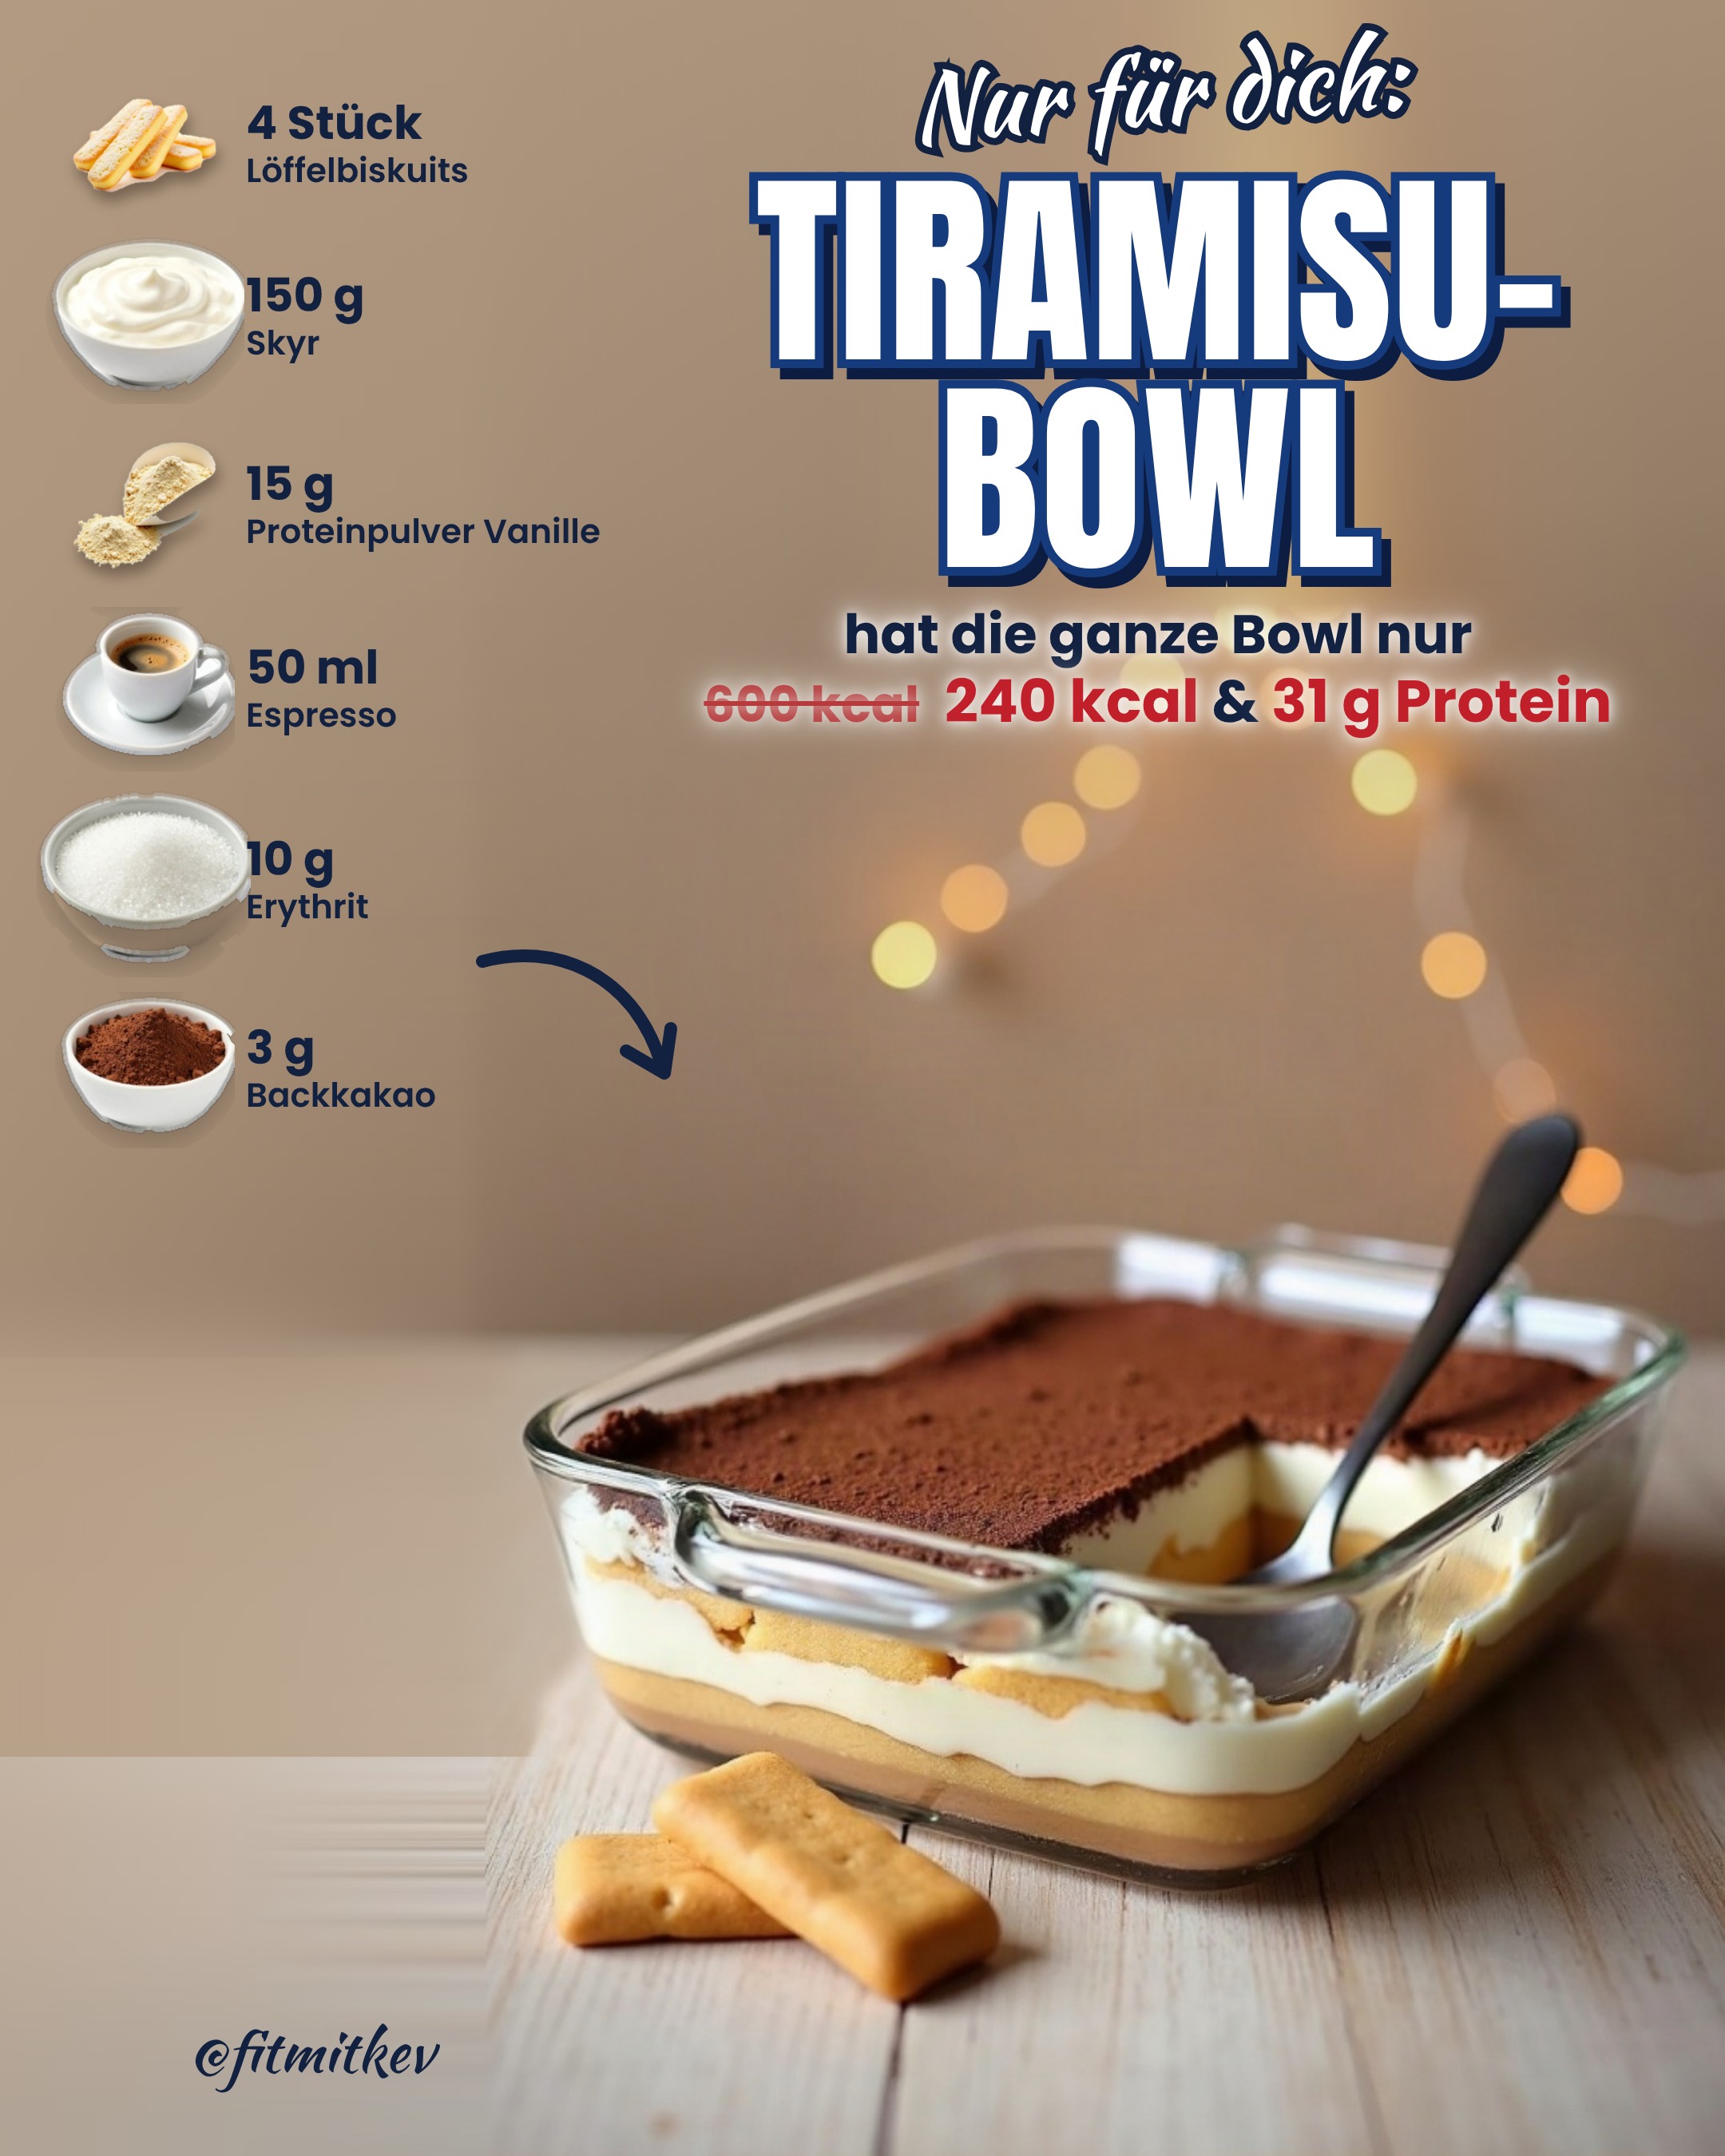 Nur für dich:
TIRAMISU-
BOWL
hat die ganze Bowl nur
600 kcal 240 kcal & 31 g Protein
4 Stück
Löffelbiskuits
150 g
Skyr
15 g
Proteinpulver Vanille
50 ml
Espresso
10 g
Erythrit
3 g
Backkakao
@fitmitkev